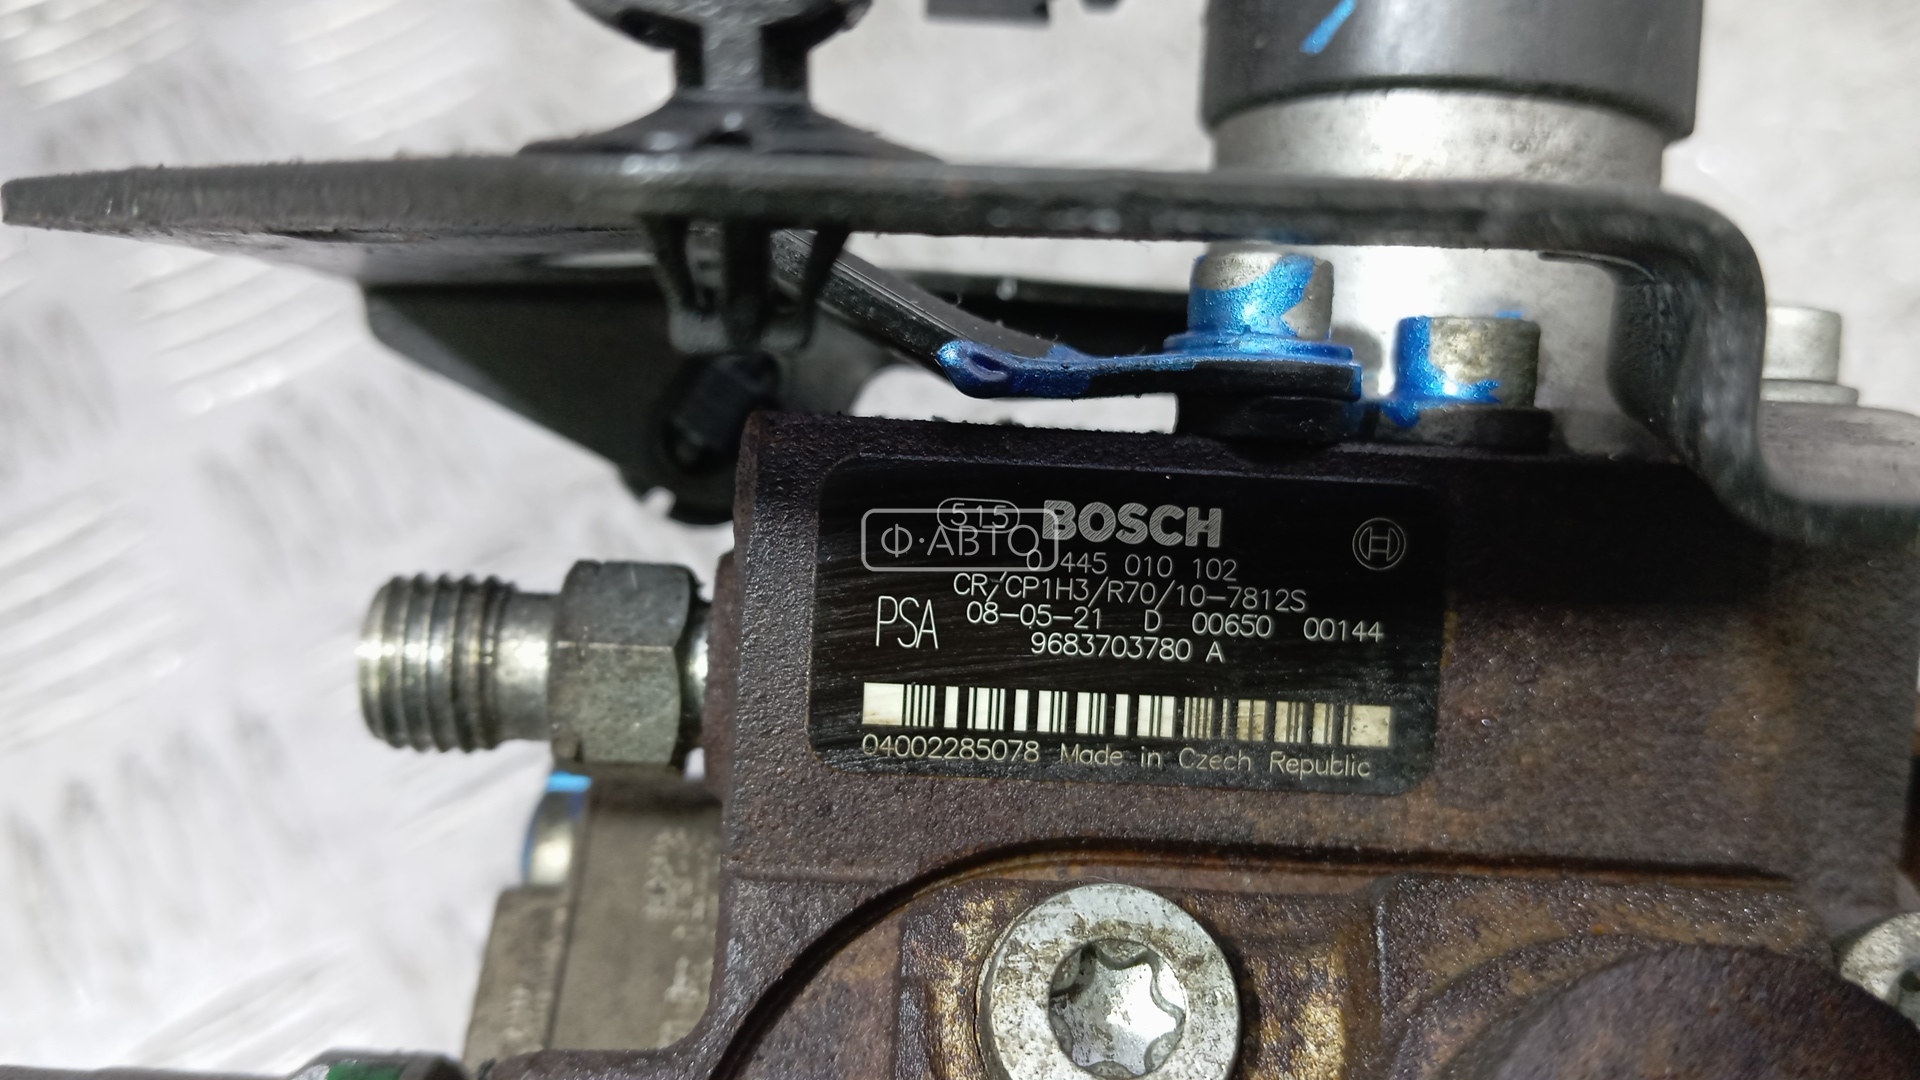 515 BOSCH
Ф·АВТО
0 445 010 102
CR/CP1H3/R70/10-7812S
PSA 08-05-21 D 00650 00144
9683703780 A
04002285078 Made in Czech Republic